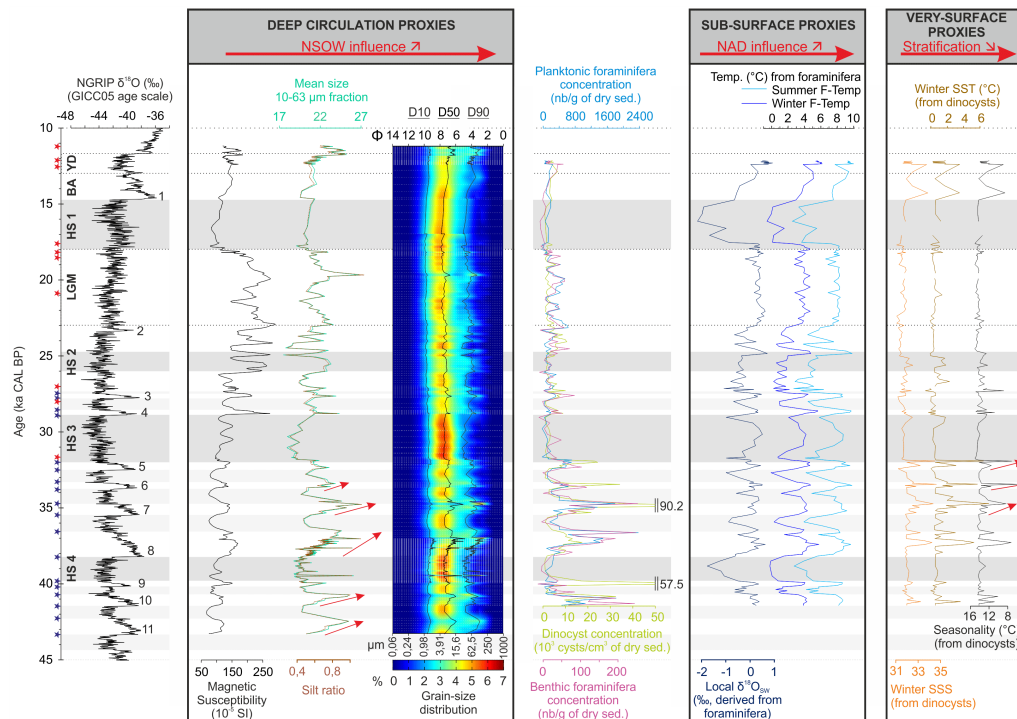 DEEP CIRCULATION PROXIES
NSOW influence ↗
SUB-SURFACE PROXIES
NAD influence ↗
VERY-SURFACE
PROXIES
Stratification ↘
NGRIP δ¹⁸O (‰)
(GICC05 age scale)
-48 -44 -40 -36
Mean size
10-63 µm fraction
17 22 27
D10 D50 D90
Φ 14 12 10 8 6 4 2 0
Planktonic foraminifera
concentration
(nb/g of dry sed.)
0 800 1600 2400
Temp. (°C) from foraminifera
Summer F-Temp
Winter F-Temp
0 2 4 6 8 10
Winter SST (°C)
(from dinocysts)
0 2 4 6
Age (ka CAL BP)
10
15
20
25
30
35
40
45
YD
BA
HS 1
LGM
HS 2
HS 3
HS 4
1
2
3
4
5
6
7
8
9
10
11
90.2
57.5
50 150 250
Magnetic
Susceptibility
(10⁻⁵ SI)
0,4 0,8
Silt ratio
µm 0,06 0,24 0,98 3,91 15,6 62,5 250 1000
% 0 1 2 3 4 5 6 7
Grain-size
distribution
0 10 20 30 40 50
Dinocyst concentration
(10³ cysts/cm³ of dry sed.)
0 100 200
Benthic foraminifera
concentration
(nb/g of dry sed.)
-2 -1 0 1
Local δ¹⁸OSW
(‰, derived from
foraminifera)
16 12 8
Seasonality (°C)
(from dinocysts)
31 33 35
Winter SSS
(from dinocysts)